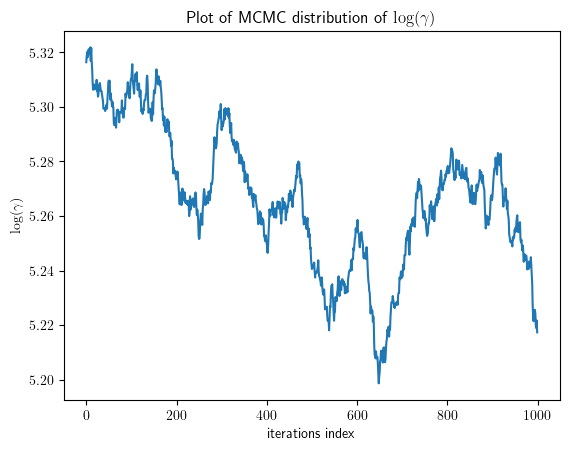 Plot of MCMC distribution of log(γ)
log(γ)
5.32
5.30
5.28
5.26
5.24
5.22
5.20
0 200 400 600 800 1000
iterations index